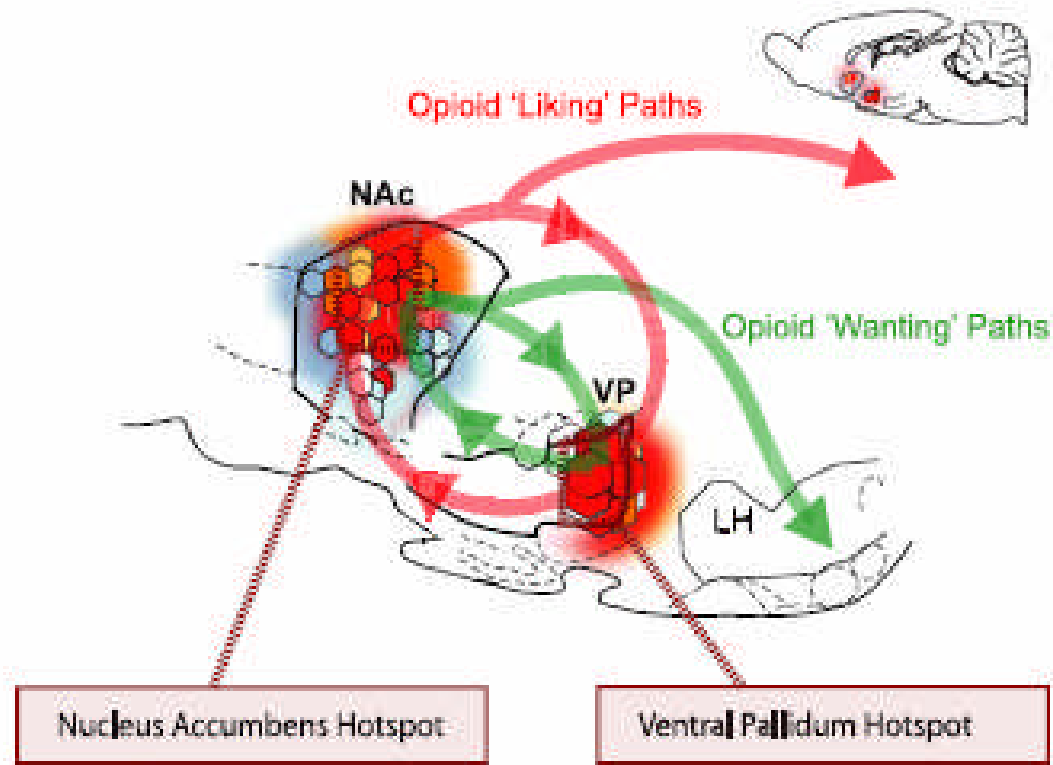 Opioid 'Liking' Paths
NAc
Opioid 'Wanting' Paths
VP
LH
Nucleus Accumbens Hotspot
Ventral Pallidum Hotspot